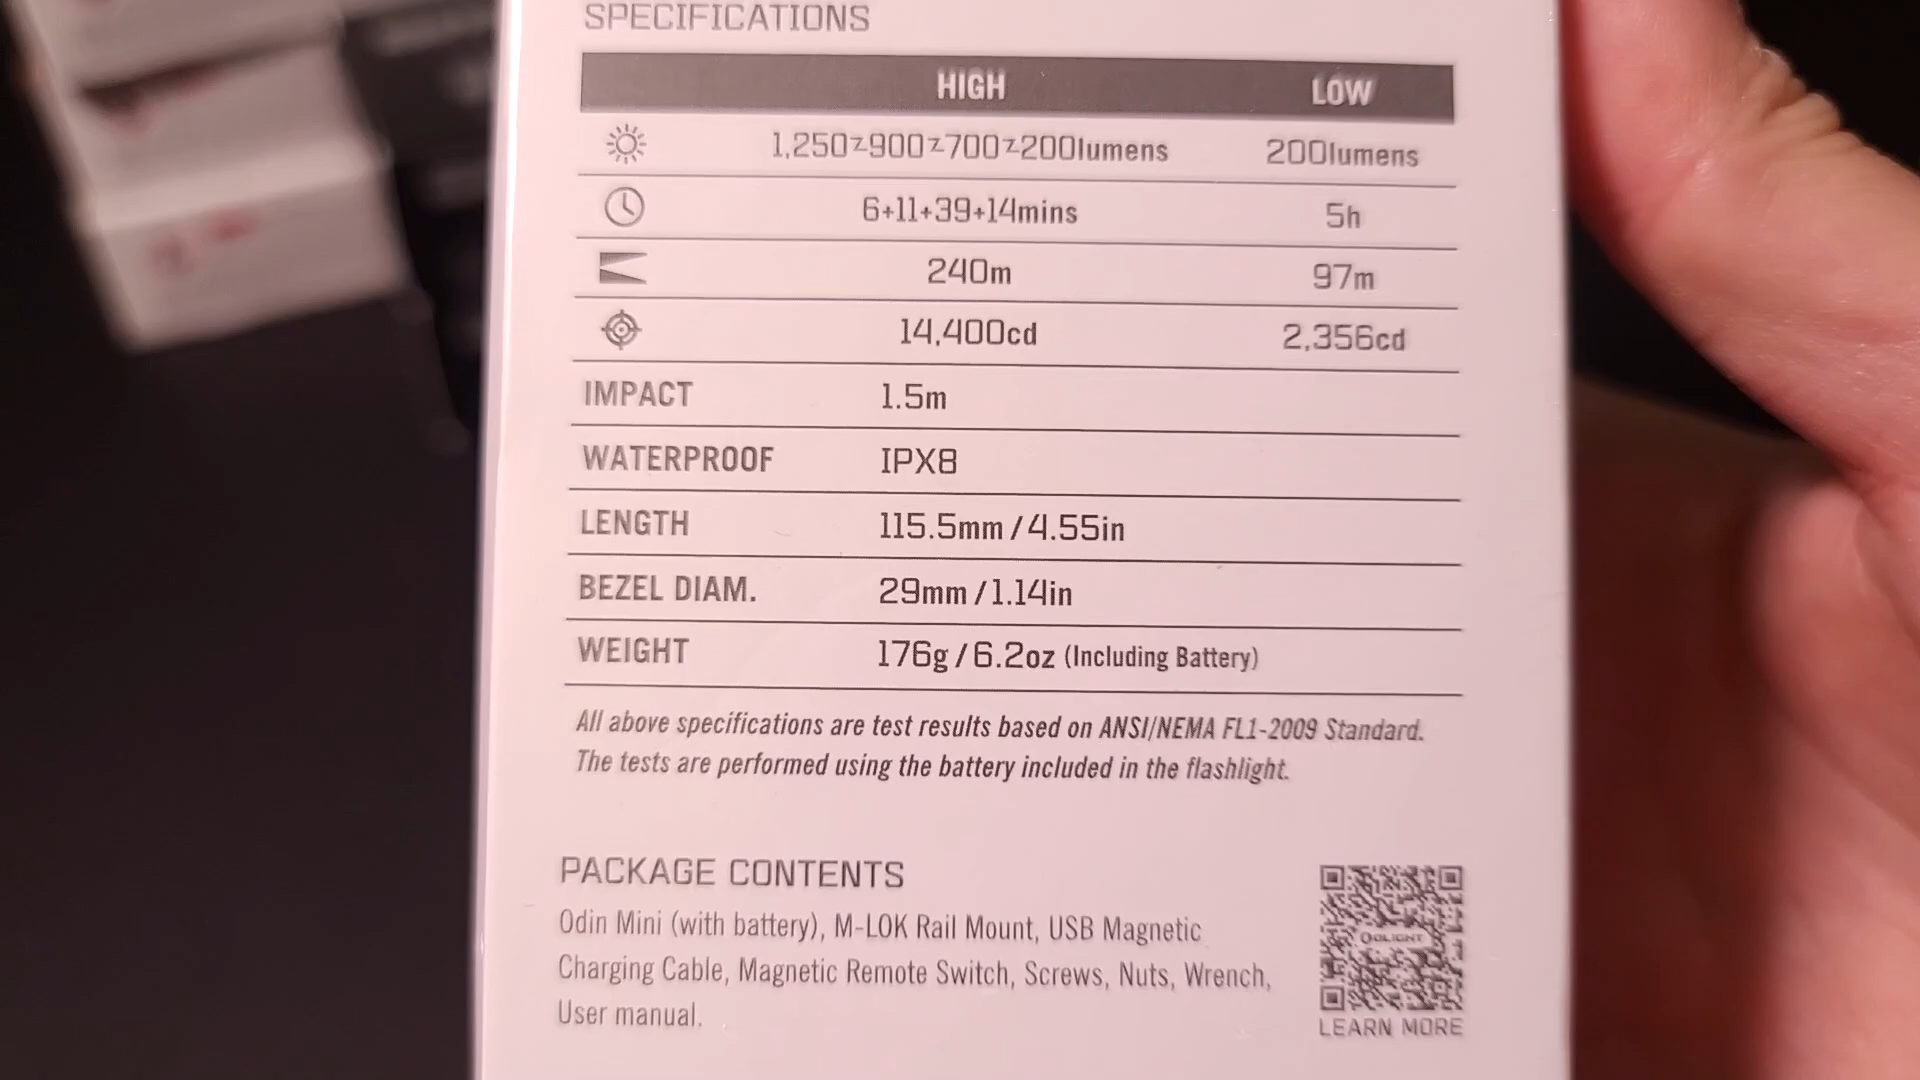 SPECIFICATIONS
HIGH LOW
1,250~900~700~200lumens 200lumens
6+11+39+14mins 5h
240m 97m
14,400cd 2,356cd
IMPACT 1.5m
WATERPROOF IPX8
LENGTH 115.5mm/4.55in
BEZEL DIAM. 29mm/1.14in
WEIGHT 176g/6.2oz (Including Battery)
All above specifications are test results based on ANSI/NEMA FL1-2009 Standard.
The tests are performed using the battery included in the flashlight.
PACKAGE CONTENTS
Odin Mini (with battery), M-LOK Rail Mount, USB Magnetic
Charging Cable, Magnetic Remote Switch, Screws, Nuts, Wrench,
User manual.
OLIGHT
LEARN MORE